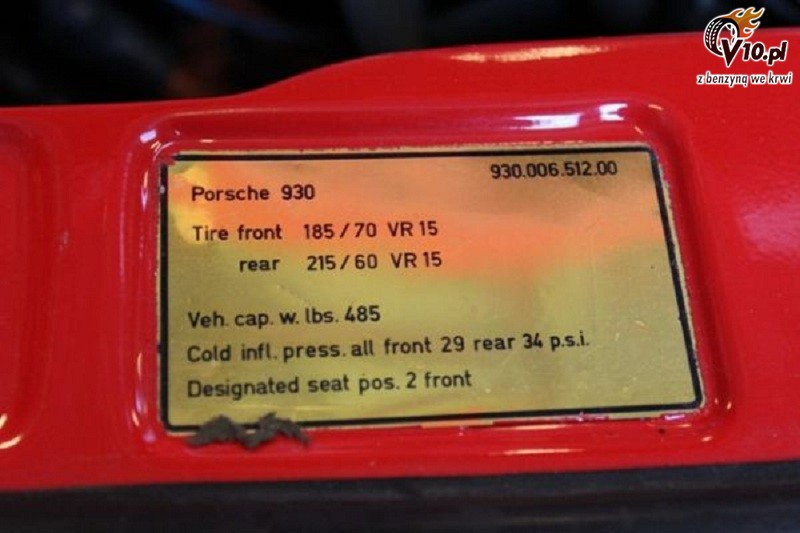 V10.pl
z benzyną we krwi
930.006.512.00
Porsche 930
Tire front 185/70 VR 15
rear 215/60 VR 15
Veh. cap. w. lbs. 485
Cold infl. press. all front 29 rear 34 p.s.i.
Designated seat pos. 2 front